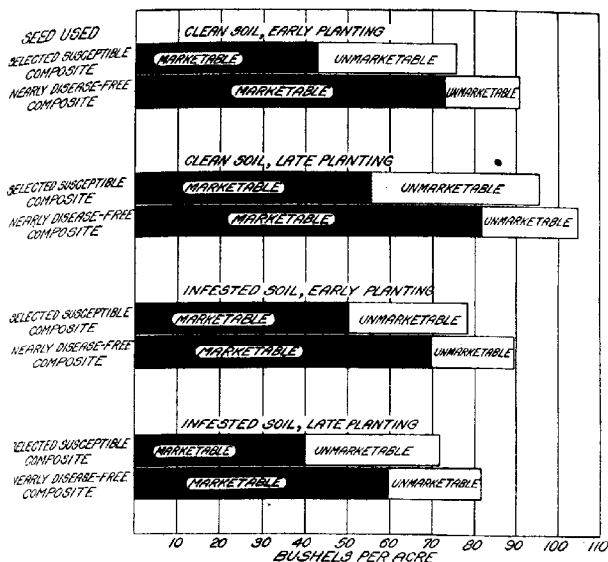 SEED USED
CLEAN SOIL, EARLY PLANTING
SELECTED SUSCEPTIBLE
COMPOSITE
MARKETABLE
UNMARKETABLE
NEARLY DISEASE-FREE
COMPOSITE
MARKETABLE
UNMARKETABLE
CLEAN SOIL, LATE PLANTING
SELECTED SUSCEPTIBLE
COMPOSITE
MARKETABLE
UNMARKETABLE
NEARLY DISEASE-FREE
COMPOSITE
MARKETABLE
UNMARKETABLE
INFESTED SOIL, EARLY PLANTING
SELECTED SUSCEPTIBLE
COMPOSITE
MARKETABLE
UNMARKETABLE
NEARLY DISEASE-FREE
COMPOSITE
MARKETABLE
UNMARKETABLE
INFESTED SOIL, LATE PLANTING
SELECTED SUSCEPTIBLE
COMPOSITE
MARKETABLE
UNMARKETABLE
NEARLY DISEASE-FREE
COMPOSITE
MARKETABLE
UNMARKETABLE
10 20 30 40 50 60 70 80 90 100 110
BUSHELS PER ACRE